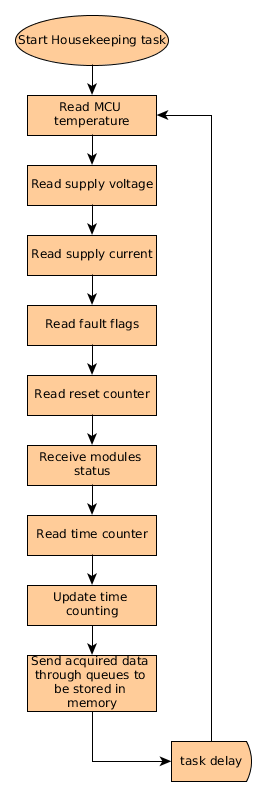 Start Housekeeping task
Read MCU
temperature
Read supply voltage
Read supply current
Read fault flags
Read reset counter
Receive modules
status
Read time counter
Update time
counting
Send acquired data
through queues to
be stored in
memory
task delay